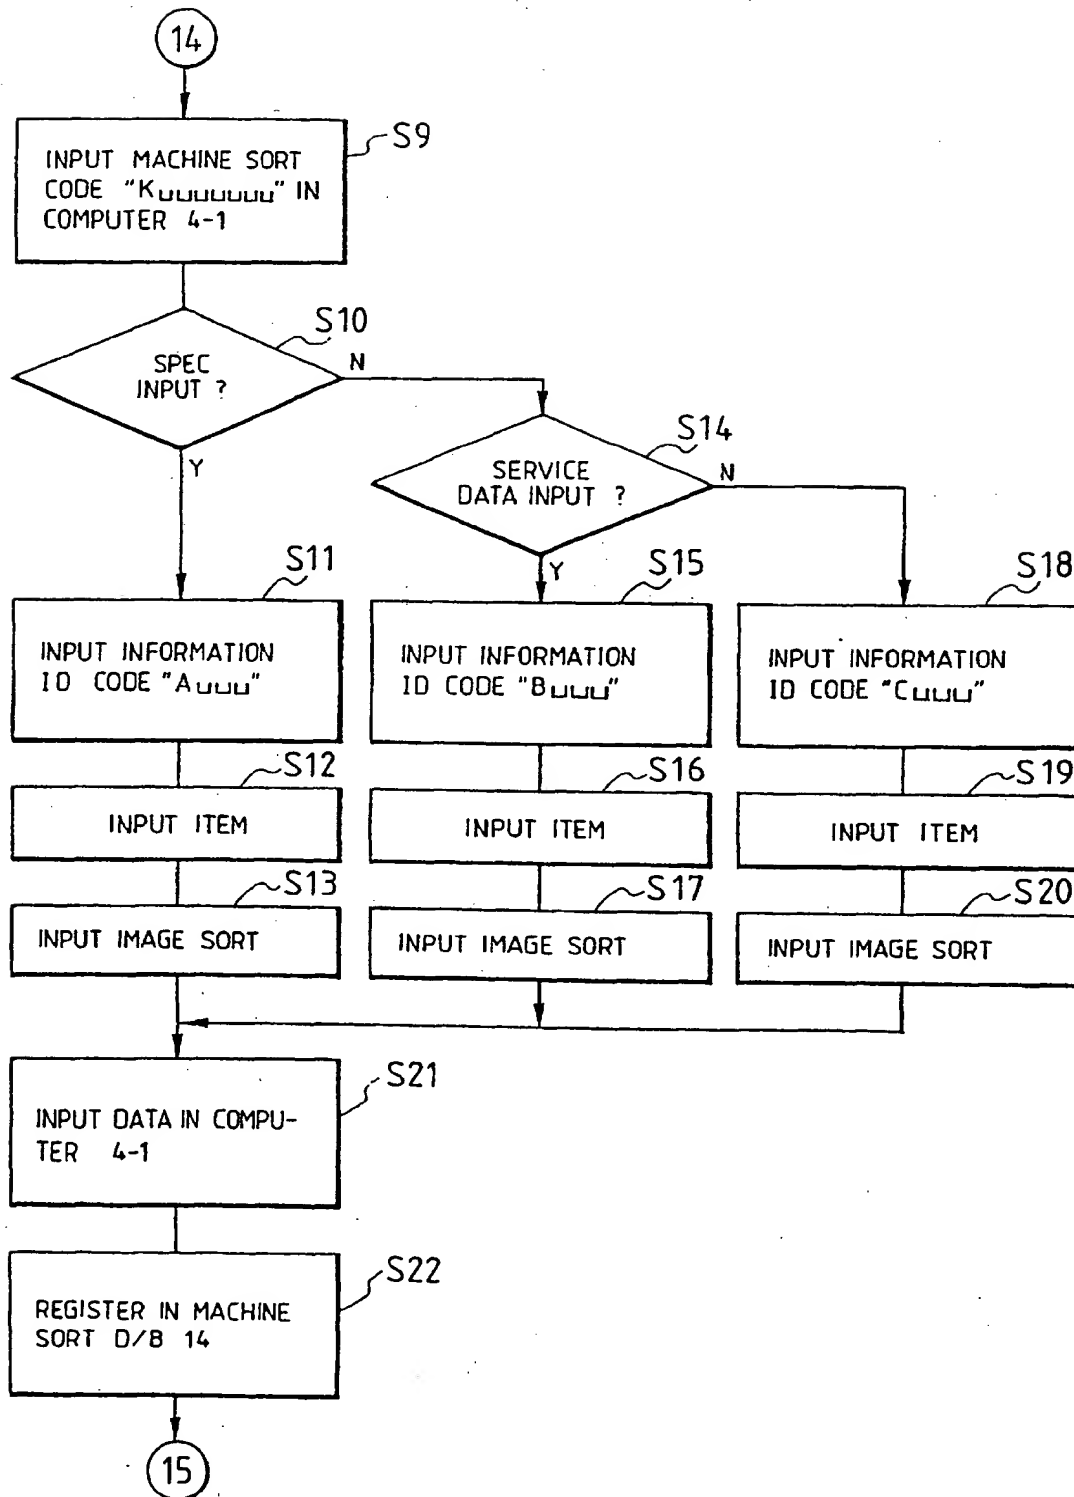 14
S9
INPUT MACHINE SORT
CODE "K␣␣␣␣␣␣␣" IN
COMPUTER 4-1
S10
SPEC
INPUT ?
N
Y
S14
SERVICE
DATA INPUT ?
N
Y
S11
INPUT INFORMATION
ID CODE "A␣␣␣"
S15
INPUT INFORMATION
ID CODE "B␣␣␣"
S18
INPUT INFORMATION
ID CODE "C␣␣␣"
S12
INPUT ITEM
S16
INPUT ITEM
S19
INPUT ITEM
S13
INPUT IMAGE SORT
S17
INPUT IMAGE SORT
S20
INPUT IMAGE SORT
S21
INPUT DATA IN COMPU-
TER 4-1
S22
REGISTER IN MACHINE
SORT D/B 14
15